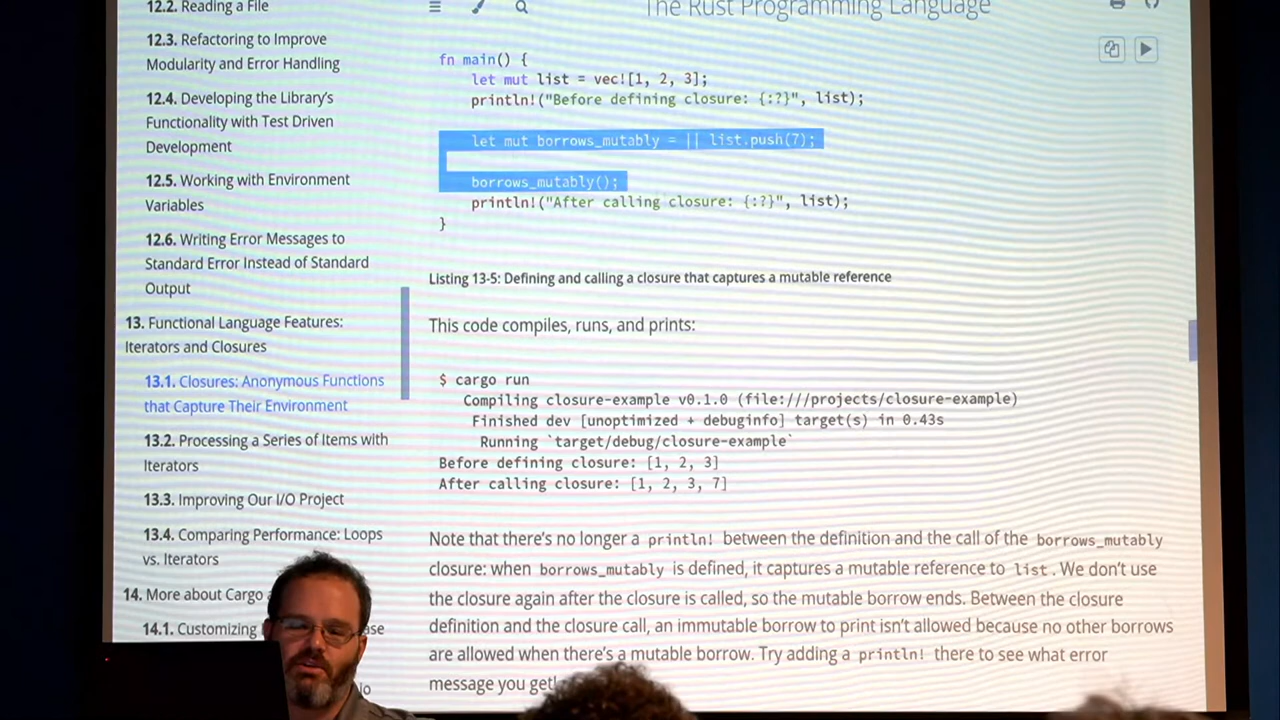 12.2. Reading a File
12.3. Refactoring to Improve
Modularity and Error Handling
12.4. Developing the Library's
Functionality with Test Driven
Development
12.5. Working with Environment
Variables
12.6. Writing Error Messages to
Standard Error Instead of Standard
Output
13. Functional Language Features:
Iterators and Closures
13.1. Closures: Anonymous Functions
that Capture Their Environment
13.2. Processing a Series of Items with
Iterators
13.3. Improving Our I/O Project
13.4. Comparing Performance: Loops
vs. Iterators
14. More about Cargo
14.1. Customizing
The Rust Programming Language
fn main() {
let mut list = vec![1, 2, 3];
println!("Before defining closure: {:?}", list);
let mut borrows_mutably = || list.push(7);
borrows_mutably();
println!("After calling closure: {:?}", list);
}
Listing 13-5: Defining and calling a closure that captures a mutable reference
This code compiles, runs, and prints:
$ cargo run
Compiling closure-example v0.1.0 (file:///projects/closure-example)
Finished dev [unoptimized + debuginfo] target(s) in 0.43s
Running `target/debug/closure-example`
Before defining closure: [1, 2, 3]
After calling closure: [1, 2, 3, 7]
Note that there's no longer a println! between the definition and the call of the borrows_mutably
closure: when borrows_mutably is defined, it captures a mutable reference to list. We don't use
the closure again after the closure is called, so the mutable borrow ends. Between the closure
definition and the closure call, an immutable borrow to print isn't allowed because no other borrows
are allowed when there's a mutable borrow. Try adding a println! there to see what error
message you get!